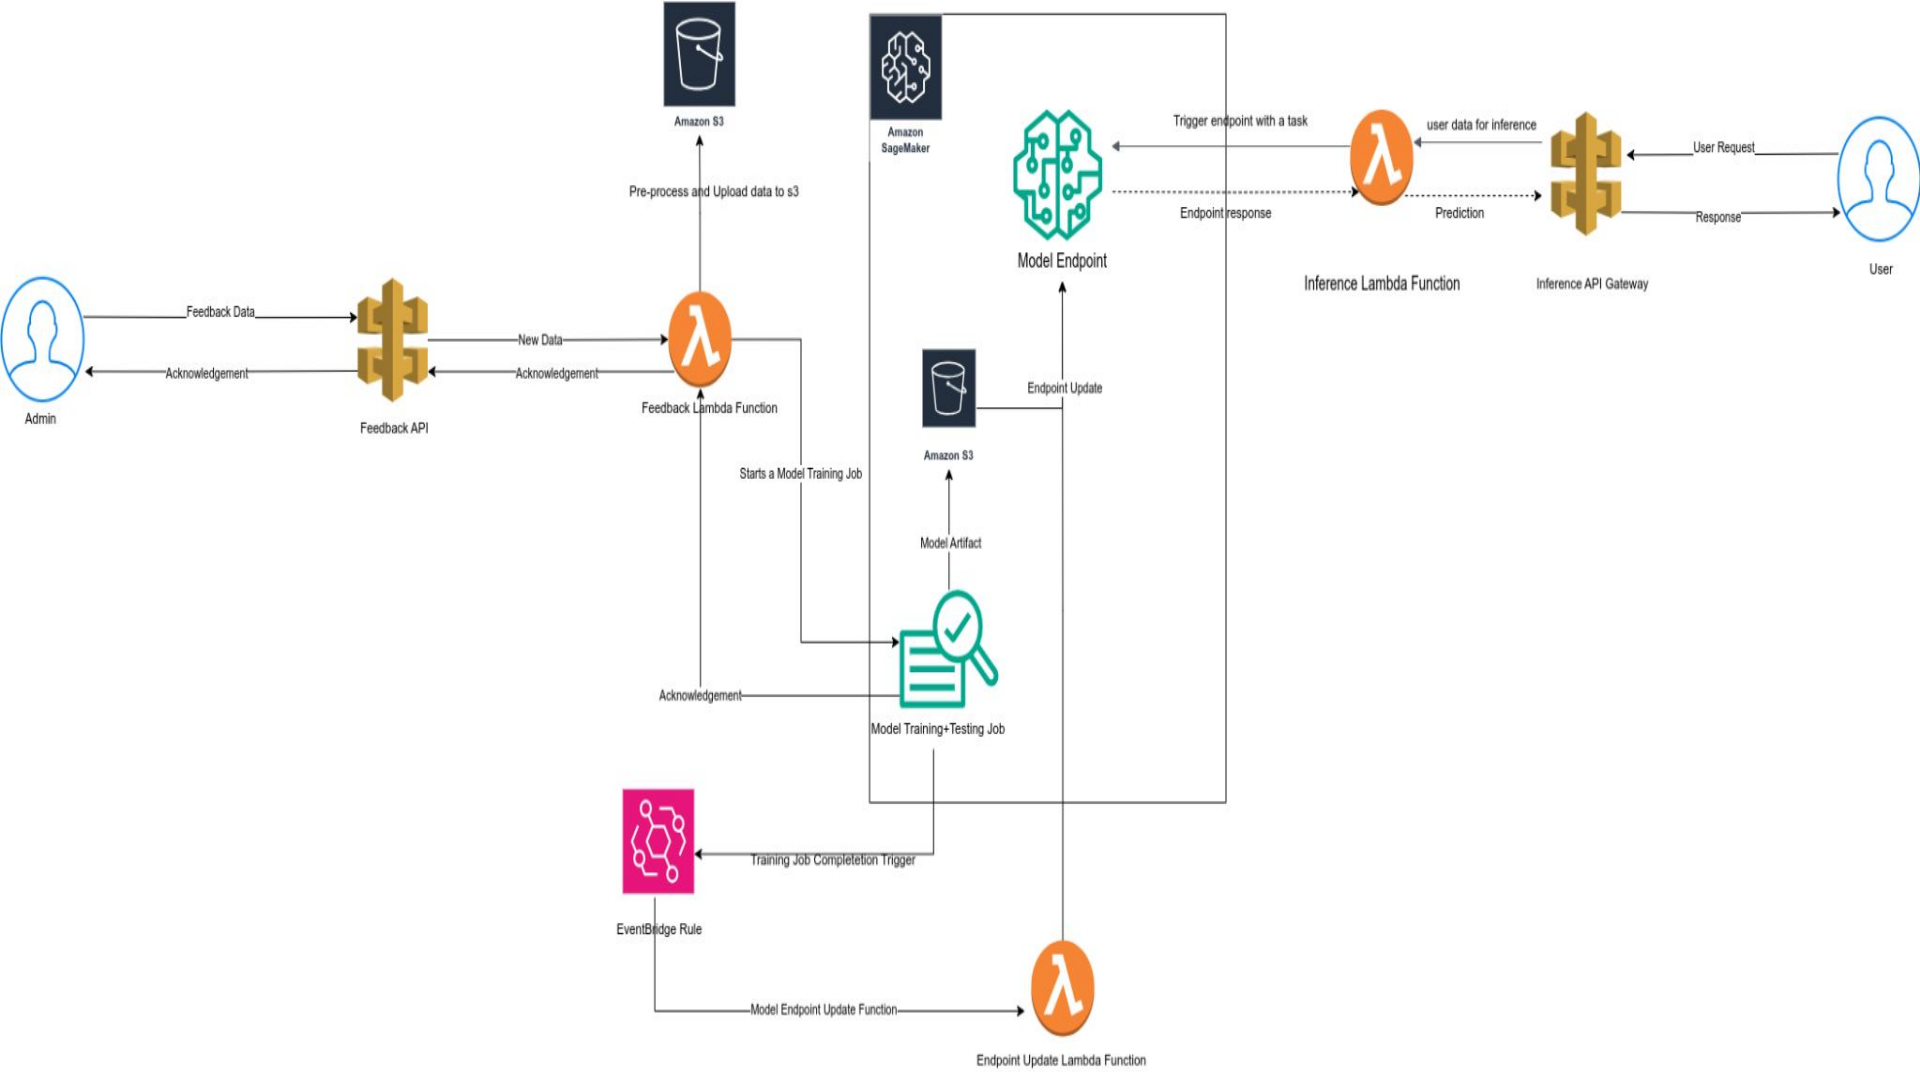 Amazon S3
Amazon
SageMaker
Trigger endpoint with a task
user data for inference
User Request
Pre-process and Upload data to s3
Endpoint response
Prediction
Response
Model Endpoint
User
Inference Lambda Function
Inference API Gateway
Feedback Data
New Data
Acknowledgement
Acknowledgement
Endpoint Update
Feedback Lambda Function
Admin
Feedback API
Amazon S3
Starts a Model Training Job
Model Artifact
Acknowledgement
Model Training+Testing Job
Training Job Completetion Trigger
EventBridge Rule
Model Endpoint Update Function
Endpoint Update Lambda Function